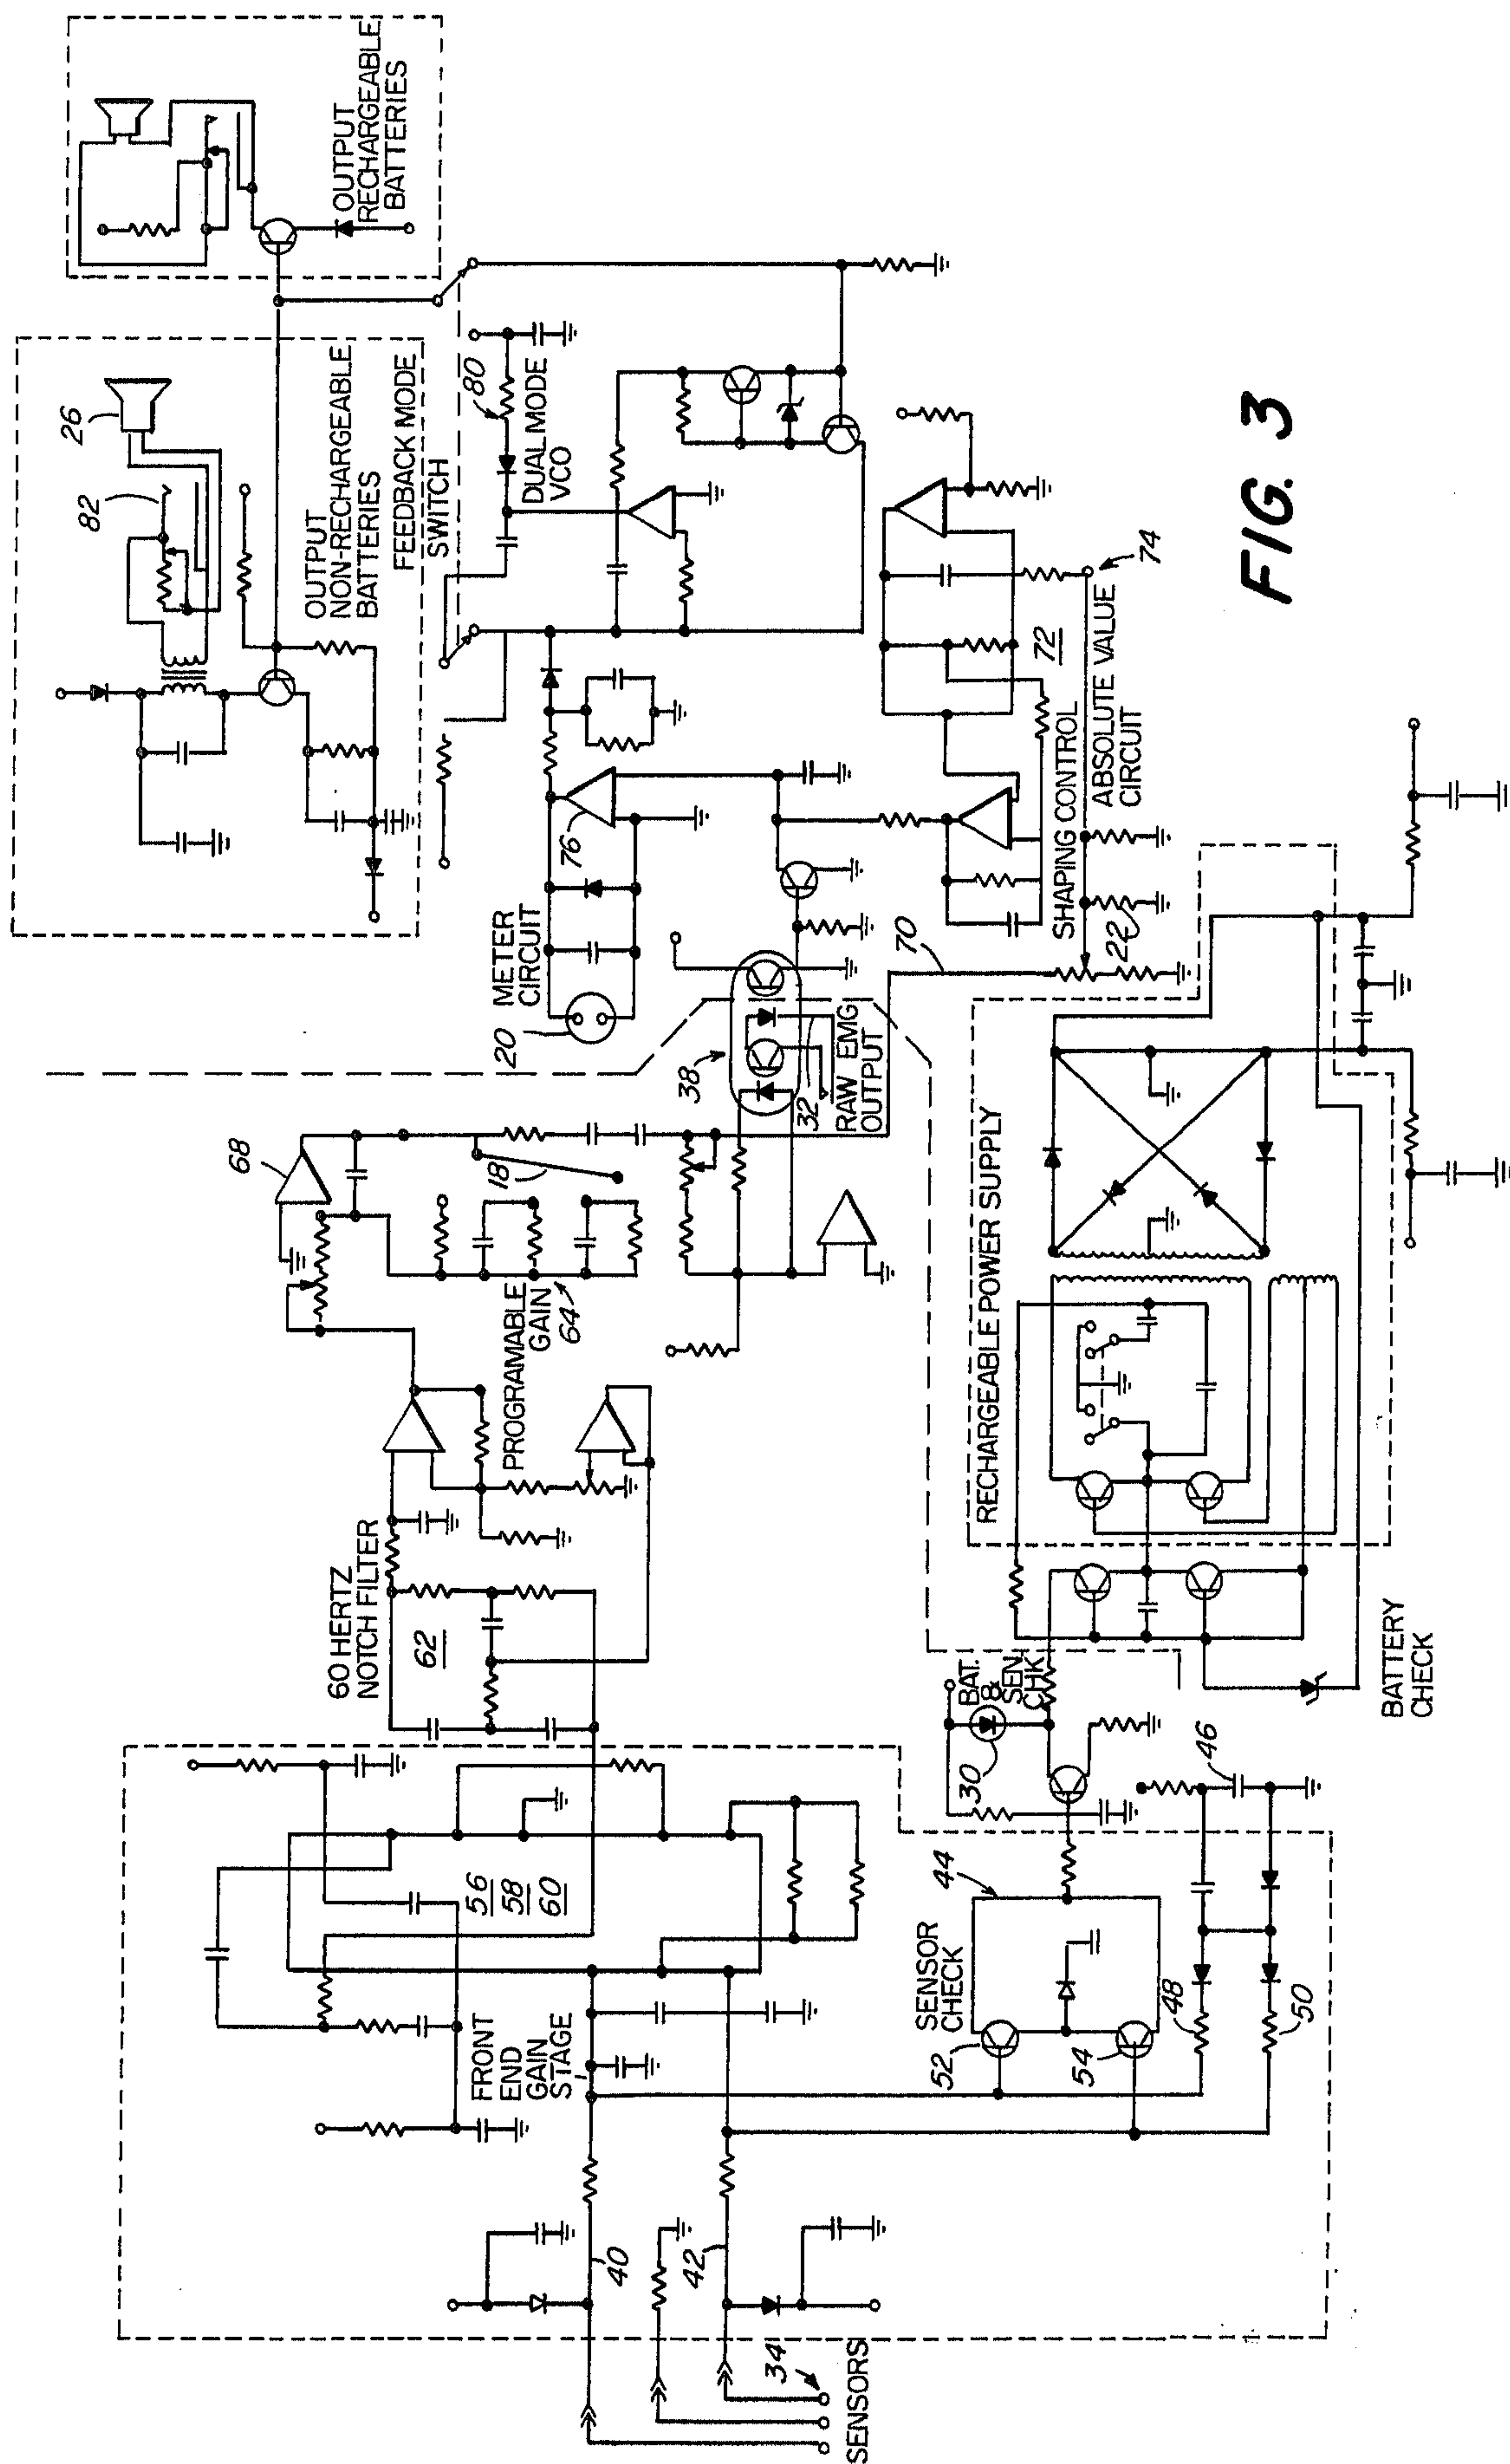 SENSORS
34
40
42
FRONT
END
GAIN
STAGE
56
58
60
SENSOR
CHECK
52
54
44
48
50
46
60 HERTZ
NOTCH FILTER
62
BAT.
&
SEN.
CHK.
30
BATTERY
CHECK
PROGRAMABLE
GAIN
64
68
18
RECHARGEABLE POWER SUPPLY
38
32
RAW EMG
OUTPUT
METER
CIRCUIT
20
76
70
22
SHAPING CONTROL
ABSOLUTE VALUE
CIRCUIT
72
74
OUTPUT
NON-RECHARGEABLE
BATTERIES
26
82
FEEDBACK MODE
SWITCH
80
DUAL MODE
VCO
OUTPUT
RECHARGEABLE
BATTERIES
FIG. 3